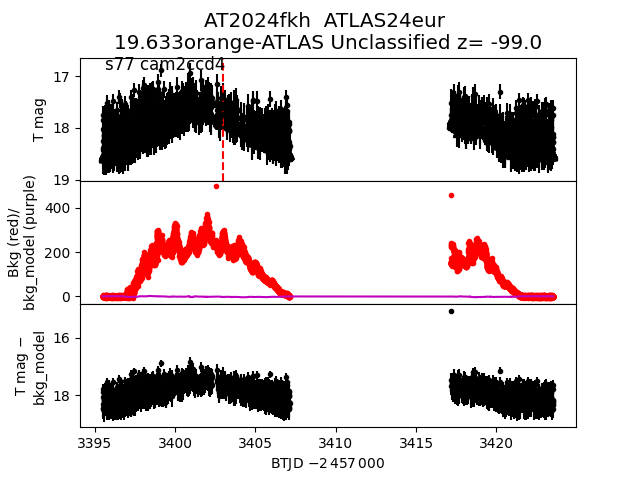 AT2024fkh  ATLAS24eur
19.633orange-ATLAS Unclassified z= -99.0
s77 cam2ccd4
17
18
19
T mag
400
200
0
Bkg (red)/
bkg_model (purple)
16
18
T mag −
bkg_model
3395
3400
3405
3410
3415
3420
BTJD −2 457 000